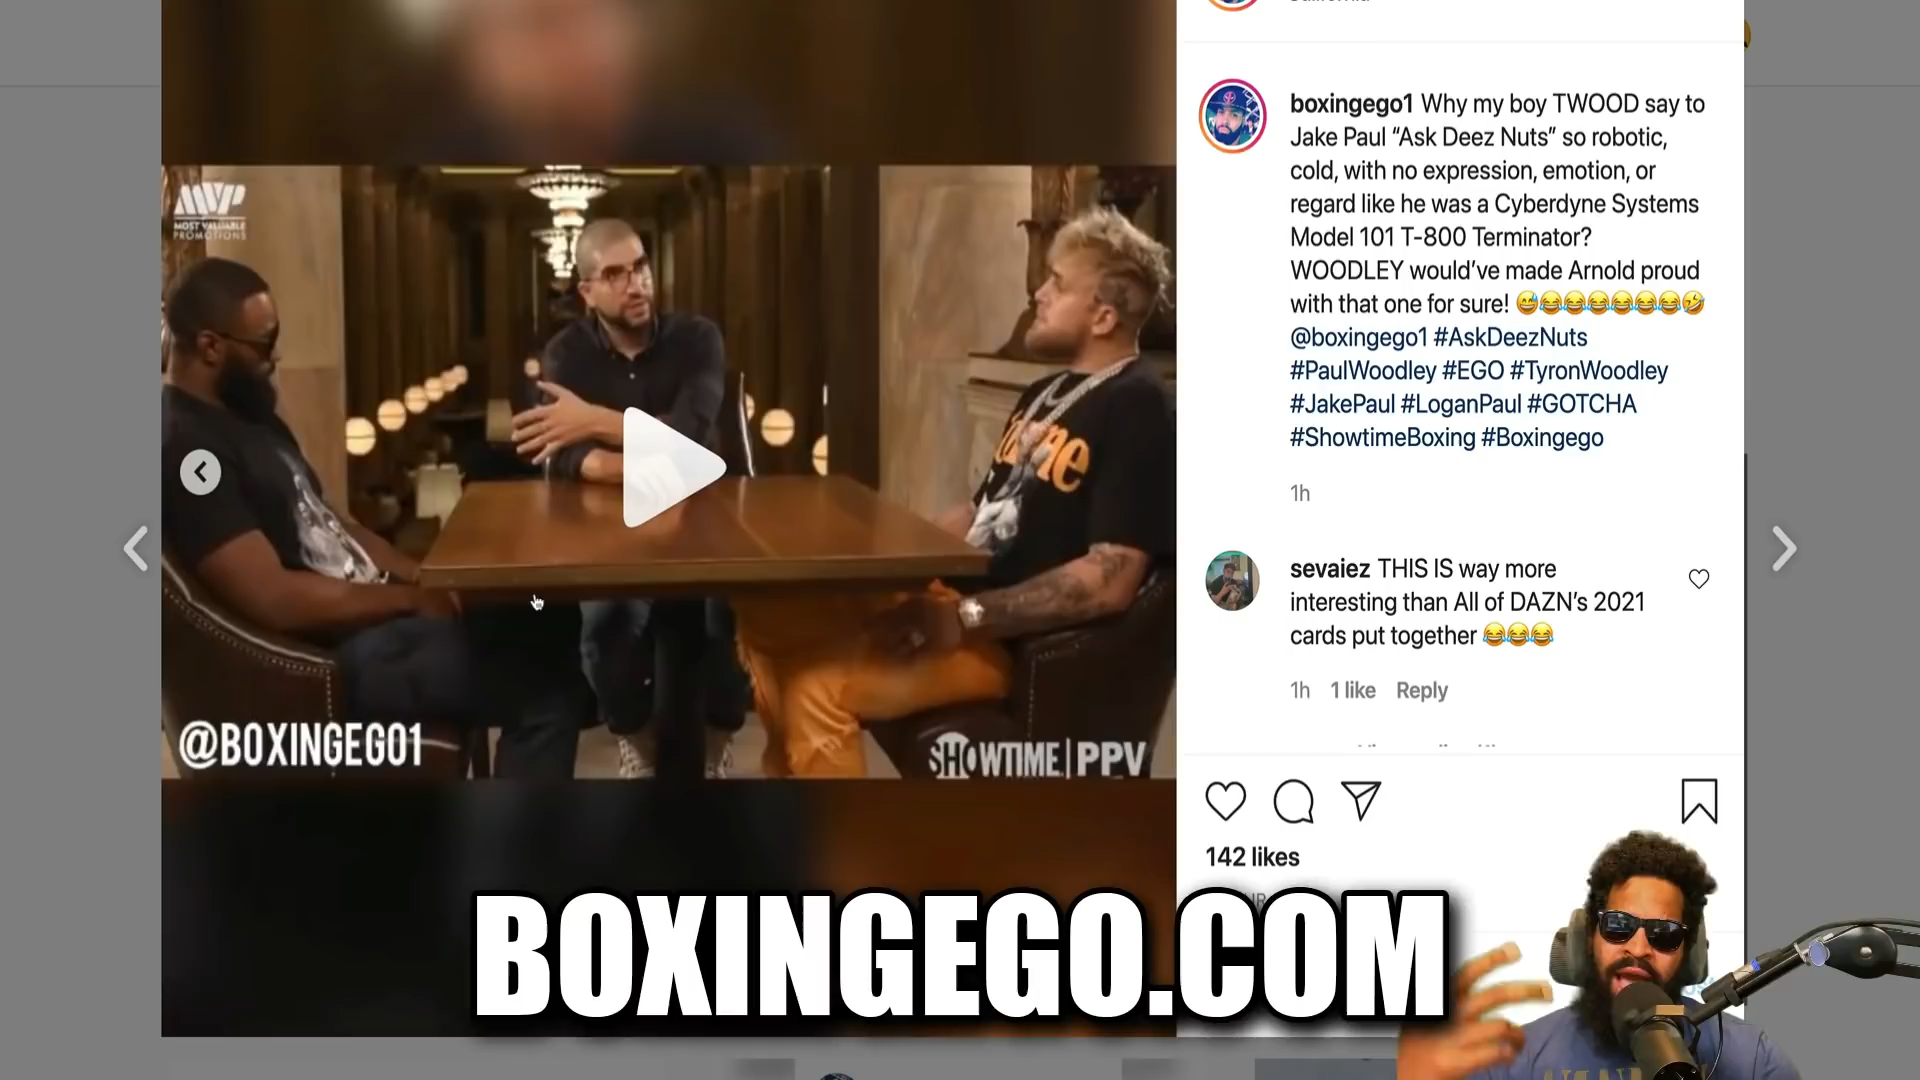 boxingego1 Why my boy TWOOD say to
Jake Paul “Ask Deez Nuts” so robotic,
cold, with no expression, emotion, or
regard like he was a Cyberdyne Systems
Model 101 T-800 Terminator?
WOODLEY would’ve made Arnold proud
with that one for sure! 😅😂😂😂😂😂😂🤣
@boxingego1 #AskDeezNuts
#PaulWoodley #EGO #TyronWoodley
#JakePaul #LoganPaul #GOTCHA
#ShowtimeBoxing #Boxingego
1h
sevaiez THIS IS way more
interesting than All of DAZN’s 2021
cards put together 😂😂😂
1h 1 like Reply
142 likes
MVP
MOST VALUABLE
PROMOTIONS
@BOXINGEGO1
SHOWTIME PPV
BOXINGEGO.COM